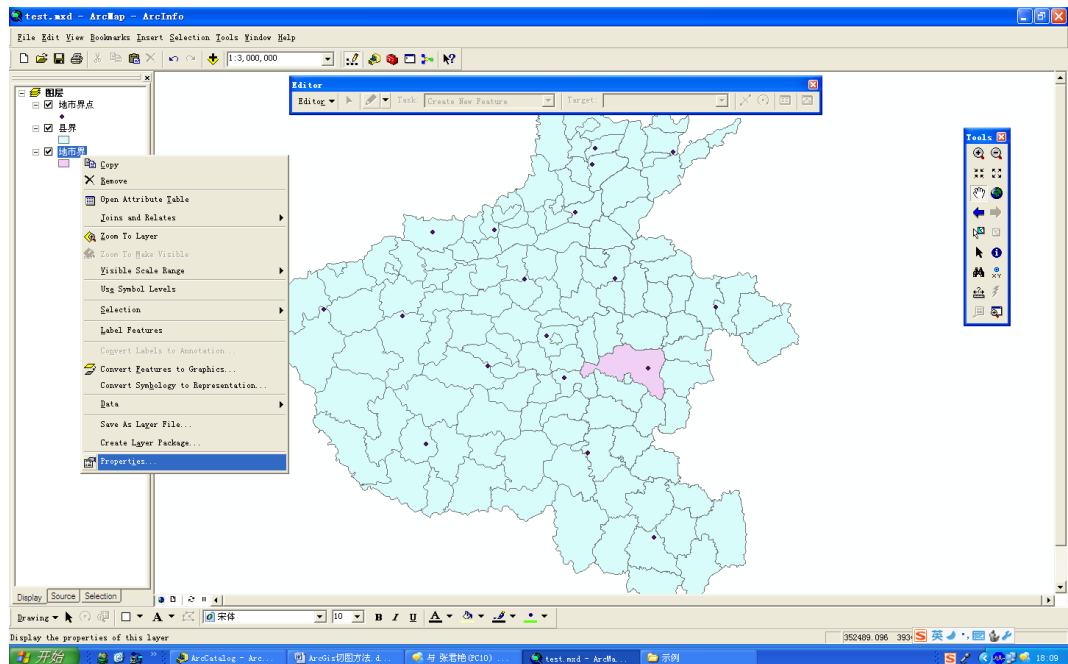 test.mxd - ArcMap - ArcInfo
File Edit View Bookmarks Insert Selection Tools Window Help
1:3,000,000
Editor
Editor Task: Create New Feature Target:
图层
地市界点
县界
地市界
Copy
Remove
Open Attribute Table
Joins and Relates
Zoom To Layer
Zoom To Make Visible
Visible Scale Range
Use Symbol Levels
Selection
Label Features
Convert Labels to Annotation...
Convert Features to Graphics...
Convert Symbology to Representation...
Data
Save As Layer File...
Create Layer Package...
Properties...
Tools
XY
Display Source Selection
Drawing A 宋体 10 B I U A
Display the properties of this layer
352489.096 393
英
开始
ArcCatalog - Arc...
ArcGis切图方法.d...
与 张君艳(PC10) ...
test.mxd - ArcMa...
示例
18:09